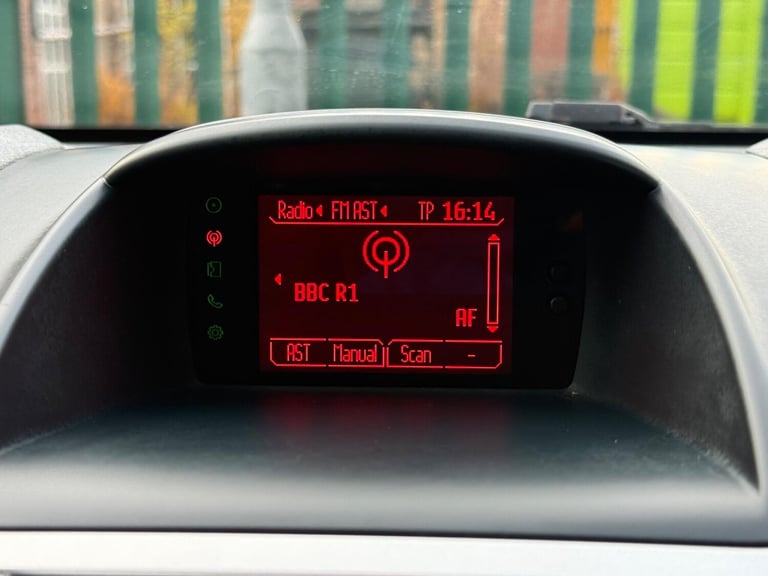 Radio FM AST TP 16:14
BBC R1
AF
AST Manual Scan -